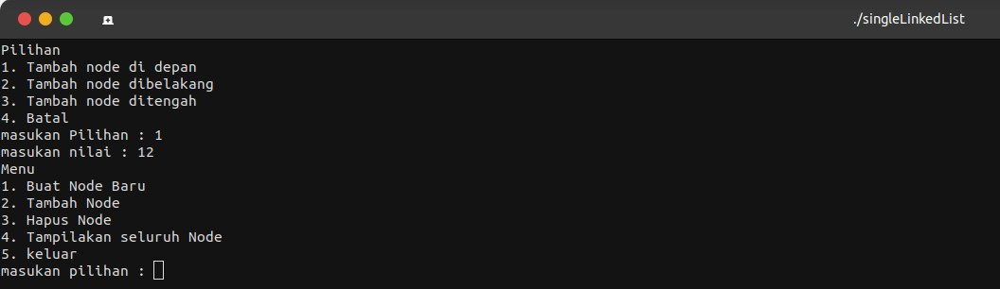 ./singleLinkedList
Pilihan
1. Tambah node di depan
2. Tambah node dibelakang
3. Tambah node ditengah
4. Batal
masukan Pilihan : 1
masukan nilai : 12
Menu
1. Buat Node Baru
2. Tambah Node
3. Hapus Node
4. Tampilakan seluruh Node
5. keluar
masukan pilihan :